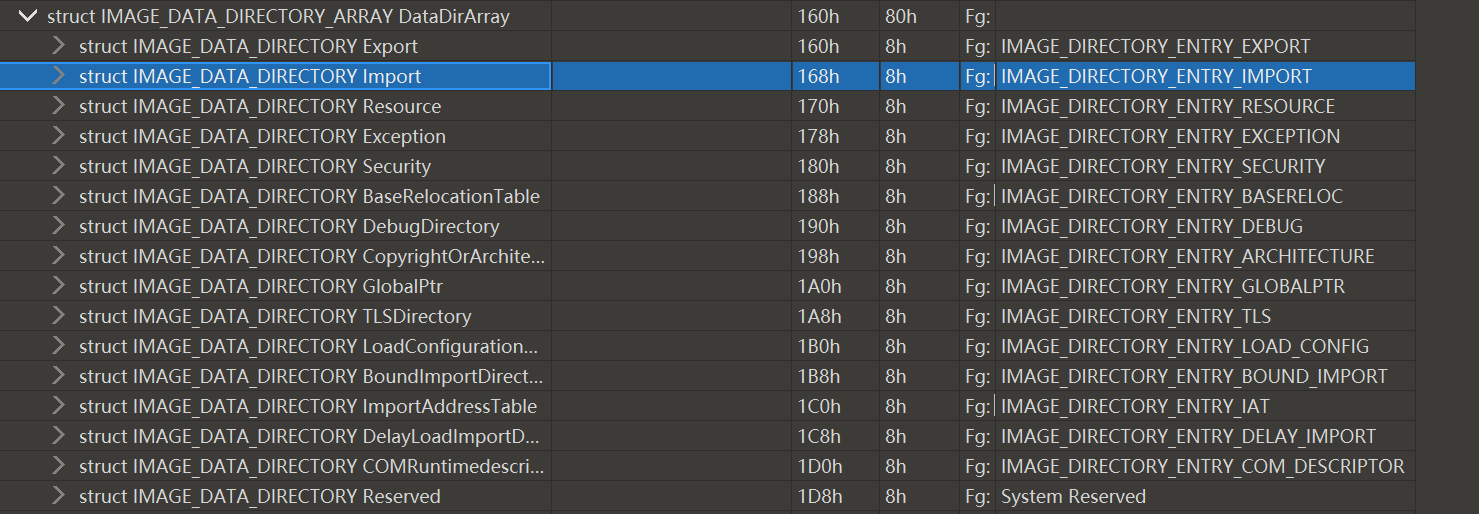 struct IMAGE_DATA_DIRECTORY_ARRAY DataDirArray 160h 80h Fg:
struct IMAGE_DATA_DIRECTORY Export 160h 8h Fg: IMAGE_DIRECTORY_ENTRY_EXPORT
struct IMAGE_DATA_DIRECTORY Import 168h 8h Fg: IMAGE_DIRECTORY_ENTRY_IMPORT
struct IMAGE_DATA_DIRECTORY Resource 170h 8h Fg: IMAGE_DIRECTORY_ENTRY_RESOURCE
struct IMAGE_DATA_DIRECTORY Exception 178h 8h Fg: IMAGE_DIRECTORY_ENTRY_EXCEPTION
struct IMAGE_DATA_DIRECTORY Security 180h 8h Fg: IMAGE_DIRECTORY_ENTRY_SECURITY
struct IMAGE_DATA_DIRECTORY BaseRelocationTable 188h 8h Fg: IMAGE_DIRECTORY_ENTRY_BASERELOC
struct IMAGE_DATA_DIRECTORY DebugDirectory 190h 8h Fg: IMAGE_DIRECTORY_ENTRY_DEBUG
struct IMAGE_DATA_DIRECTORY CopyrightOrArchite... 198h 8h Fg: IMAGE_DIRECTORY_ENTRY_ARCHITECTURE
struct IMAGE_DATA_DIRECTORY GlobalPtr 1A0h 8h Fg: IMAGE_DIRECTORY_ENTRY_GLOBALPTR
struct IMAGE_DATA_DIRECTORY TLSDirectory 1A8h 8h Fg: IMAGE_DIRECTORY_ENTRY_TLS
struct IMAGE_DATA_DIRECTORY LoadConfiguration... 1B0h 8h Fg: IMAGE_DIRECTORY_ENTRY_LOAD_CONFIG
struct IMAGE_DATA_DIRECTORY BoundImportDirect... 1B8h 8h Fg: IMAGE_DIRECTORY_ENTRY_BOUND_IMPORT
struct IMAGE_DATA_DIRECTORY ImportAddressTable 1C0h 8h Fg: IMAGE_DIRECTORY_ENTRY_IAT
struct IMAGE_DATA_DIRECTORY DelayLoadImportD... 1C8h 8h Fg: IMAGE_DIRECTORY_ENTRY_DELAY_IMPORT
struct IMAGE_DATA_DIRECTORY COMRuntimedescri... 1D0h 8h Fg: IMAGE_DIRECTORY_ENTRY_COM_DESCRIPTOR
struct IMAGE_DATA_DIRECTORY Reserved 1D8h 8h Fg: System Reserved